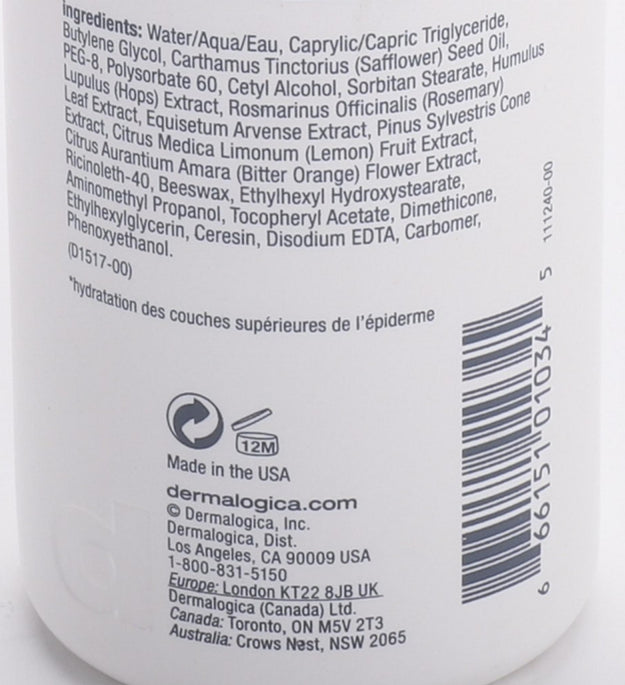 Ingredients: Water/Aqua/Eau, Caprylic/Capric Triglyceride,
Butylene Glycol, Carthamus Tinctorius (Safflower) Seed Oil,
PEG-8, Polysorbate 60, Cetyl Alcohol, Sorbitan Stearate, Humulus
Lupulus (Hops) Extract, Rosmarinus Officinalis (Rosemary)
Leaf Extract, Equisetum Arvense Extract, Pinus Sylvestris Cone
Extract, Citrus Medica Limonum (Lemon) Fruit Extract,
Citrus Aurantium Amara (Bitter Orange) Flower Extract,
Ricinoleth-40, Beeswax, Ethylhexyl Hydroxystearate,
Aminomethyl Propanol, Tocopheryl Acetate, Dimethicone,
Ethylhexylglycerin, Ceresin, Disodium EDTA, Carbomer,
Phenoxyethanol.
(D1517-00)
*hydratation des couches supérieures de l'épiderme
12M
Made in the USA
dermalogica.com
© Dermalogica, Inc.
Dermalogica, Dist.
Los Angeles, CA 90009 USA
1-800-831-5150
Europe: London KT22 8JB UK
Dermalogica (Canada) Ltd.
Canada: Toronto, ON M5V 2T3
Australia: Crows Nest, NSW 2065
111240-00
6 66151 01034 5
d